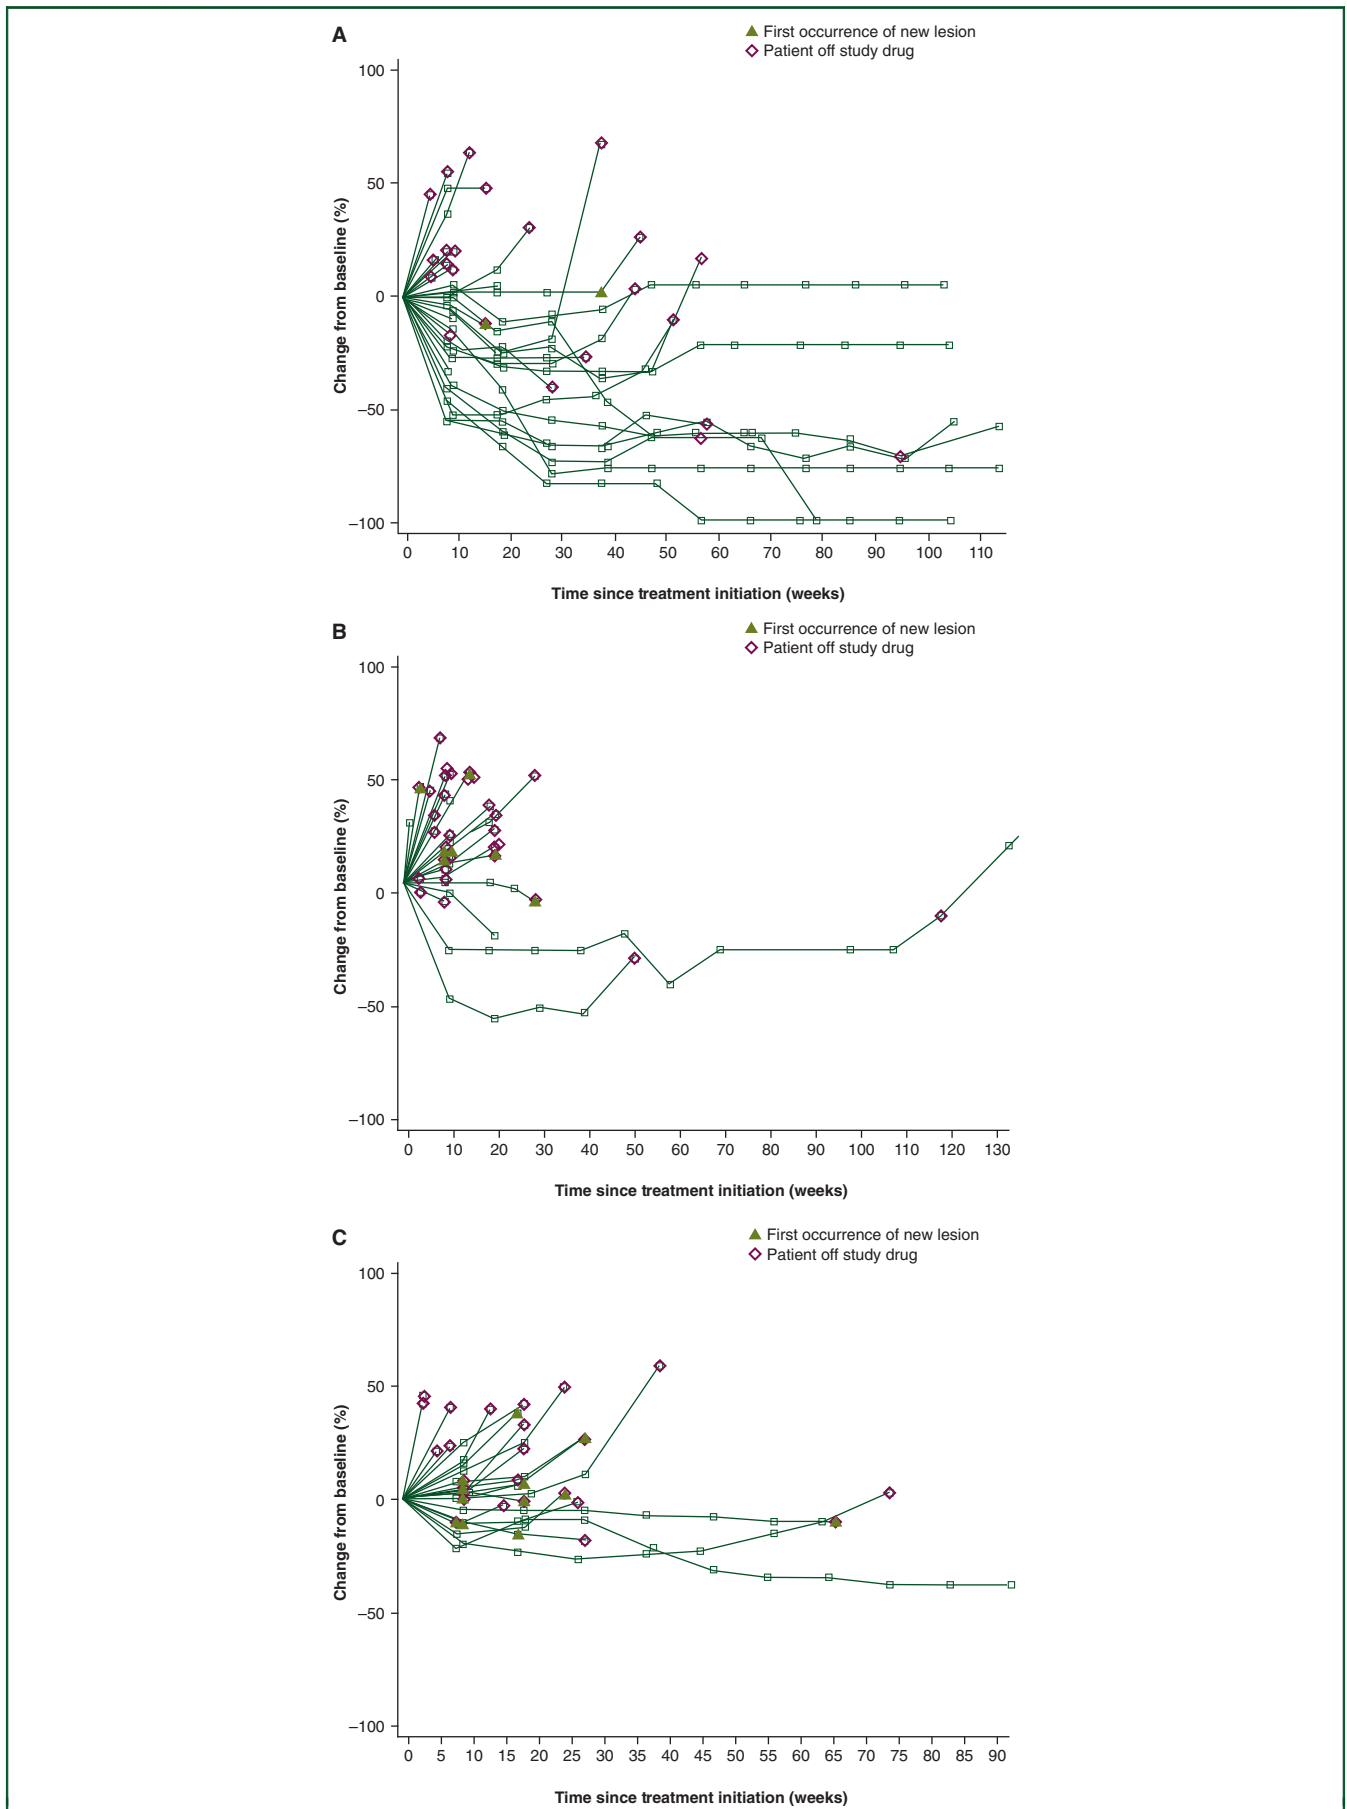 A
First occurrence of new lesion
Patient off study drug
100
50
0
–50
–100
Change from baseline (%)
0 10 20 30 40 50 60 70 80 90 100 110
Time since treatment initiation (weeks)
B
First occurrence of new lesion
Patient off study drug
100
50
0
–50
–100
Change from baseline (%)
0 10 20 30 40 50 60 70 80 90 100 110 120 130
Time since treatment initiation (weeks)
C
First occurrence of new lesion
Patient off study drug
100
50
0
–50
–100
Change from baseline (%)
0 5 10 15 20 25 30 35 40 45 50 55 60 65 70 75 80 85 90
Time since treatment initiation (weeks)